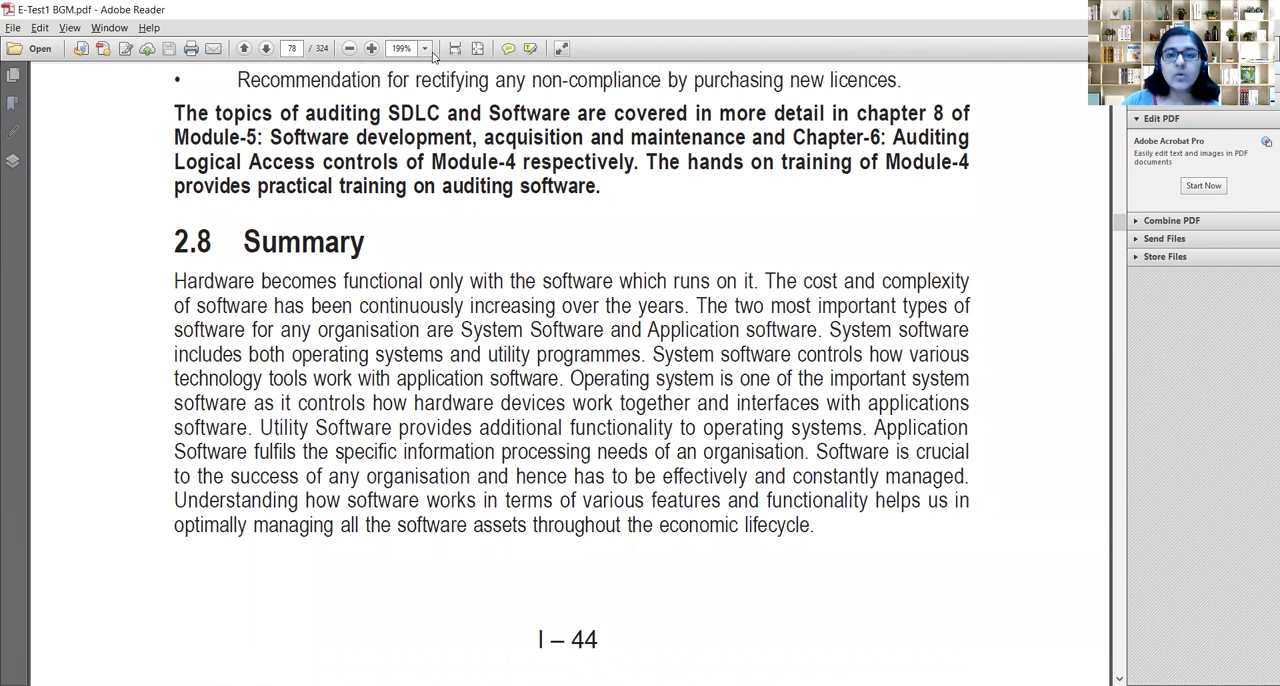 E-Test1 BGM.pdf - Adobe Reader
File Edit View Window Help
Open 78 / 324 199%
• Recommendation for rectifying any non-compliance by purchasing new licences.
The topics of auditing SDLC and Software are covered in more detail in chapter 8 of
Module-5: Software development, acquisition and maintenance and Chapter-6: Auditing
Logical Access controls of Module-4 respectively. The hands on training of Module-4
provides practical training on auditing software.
2.8 Summary
Hardware becomes functional only with the software which runs on it. The cost and complexity
of software has been continuously increasing over the years. The two most important types of
software for any organisation are System Software and Application software. System software
includes both operating systems and utility programmes. System software controls how various
technology tools work with application software. Operating system is one of the important system
software as it controls how hardware devices work together and interfaces with applications
software. Utility Software provides additional functionality to operating systems. Application
Software fulfils the specific information processing needs of an organisation. Software is crucial
to the success of any organisation and hence has to be effectively and constantly managed.
Understanding how software works in terms of various features and functionality helps us in
optimally managing all the software assets throughout the economic lifecycle.
I – 44
Edit PDF
Adobe Acrobat Pro
Easily edit text and images in PDF
documents
Start Now
Combine PDF
Send Files
Store Files